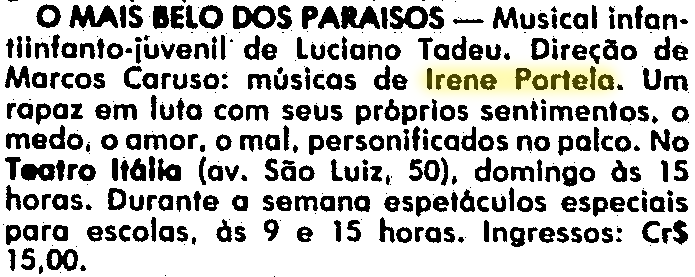 O MAIS BELO DOS PARAISOS — Musical infan-
tiinfanto-juvenil de Luciano Tadeu. Direção de
Marcos Caruso: músicas de Irene Portela. Um
rapaz em luta com seus próprios sentimentos, o
medo, o amor, o mal, personificados no palco. No
Teatro Itália (av. São Luiz, 50), domingo às 15
horas. Durante a semana espetáculos especiais
para escolas, às 9 e 15 horas. Ingressos: Cr$
15,00.